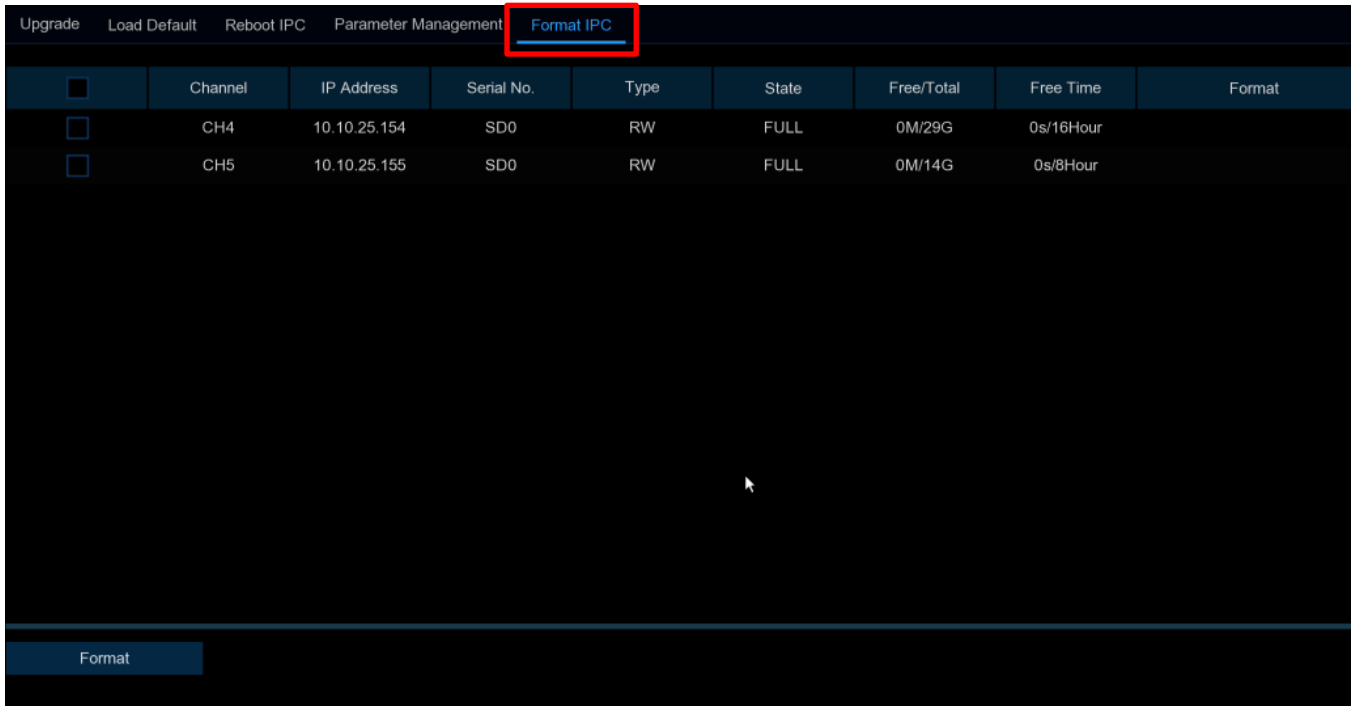 Upgrade Load Default Reboot IPC Parameter Management Format IPC
Channel IP Address Serial No. Type State Free/Total Free Time Format
CH4 10.10.25.154 SD0 RW FULL 0M/29G 0s/16Hour
CH5 10.10.25.155 SD0 RW FULL 0M/14G 0s/8Hour
Format